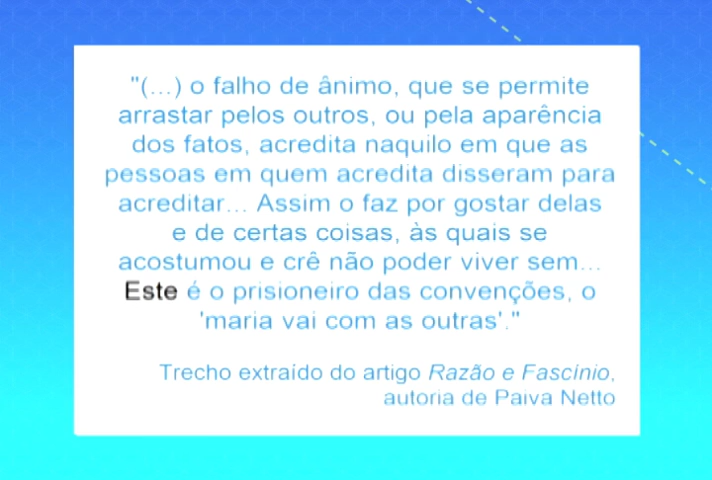 "(...) o falho de ânimo, que se permite
arrastar pelos outros, ou pela aparência
dos fatos, acredita naquilo em que as
pessoas em quem acredita disseram para
acreditar... Assim o faz por gostar delas
e de certas coisas, às quais se
acostumou e crê não poder viver sem...
Este é o prisioneiro das convenções, o
'maria vai com as outras'."
Trecho extraído do artigo Razão e Fascínio,
autoria de Paiva Netto